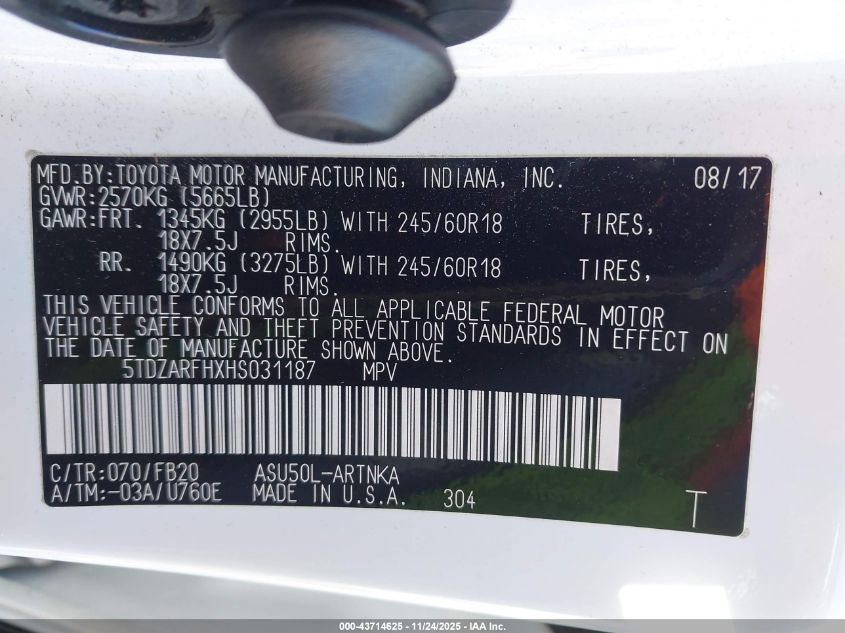 MFD.BY:TOYOTA MOTOR MANUFACTURING, INDIANA, INC. 08/17
GVWR:2570KG (5665LB)
GAWR:FRT. 1345KG (2955LB) WITH 245/60R18 TIRES,
18X7.5J RIMS.
RR. 1490KG (3275LB) WITH 245/60R18 TIRES,
18X7.5J RIMS.
THIS VEHICLE CONFORMS TO ALL APPLICABLE FEDERAL MOTOR
VEHICLE SAFETY AND THEFT PREVENTION STANDARDS IN EFFECT ON
THE DATE OF MANUFACTURE SHOWN ABOVE.
5TDZARFHXHS031187 MPV
C/TR:070/FB20 ASU50L-ARTNKA
A/TM:-03A/U760E MADE IN U.S.A. 304 T
000-43714625 - 11/24/2025 - IAA Inc.